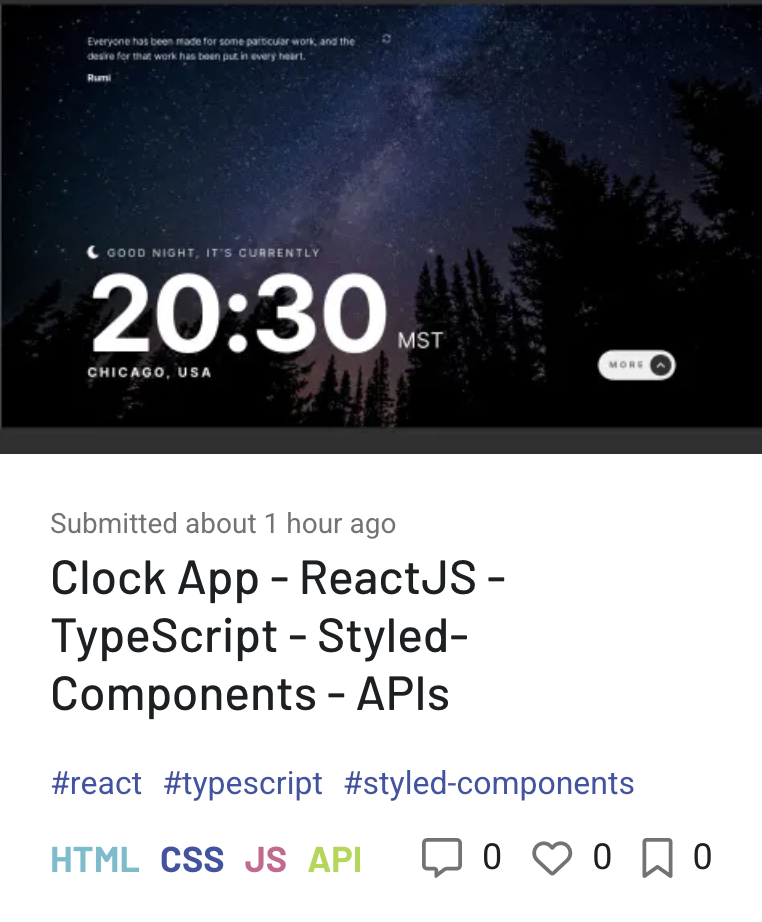 Everyone has been made for some particular work, and the
desire for that work has been put in every heart.
Rumi
GOOD NIGHT, IT'S CURRENTLY
20:30 MST
CHICAGO, USA
MORE
Submitted about 1 hour ago
Clock App - ReactJS -
TypeScript - Styled-
Components - APIs
#react #typescript #styled-components
HTML CSS JS API 0 0 0